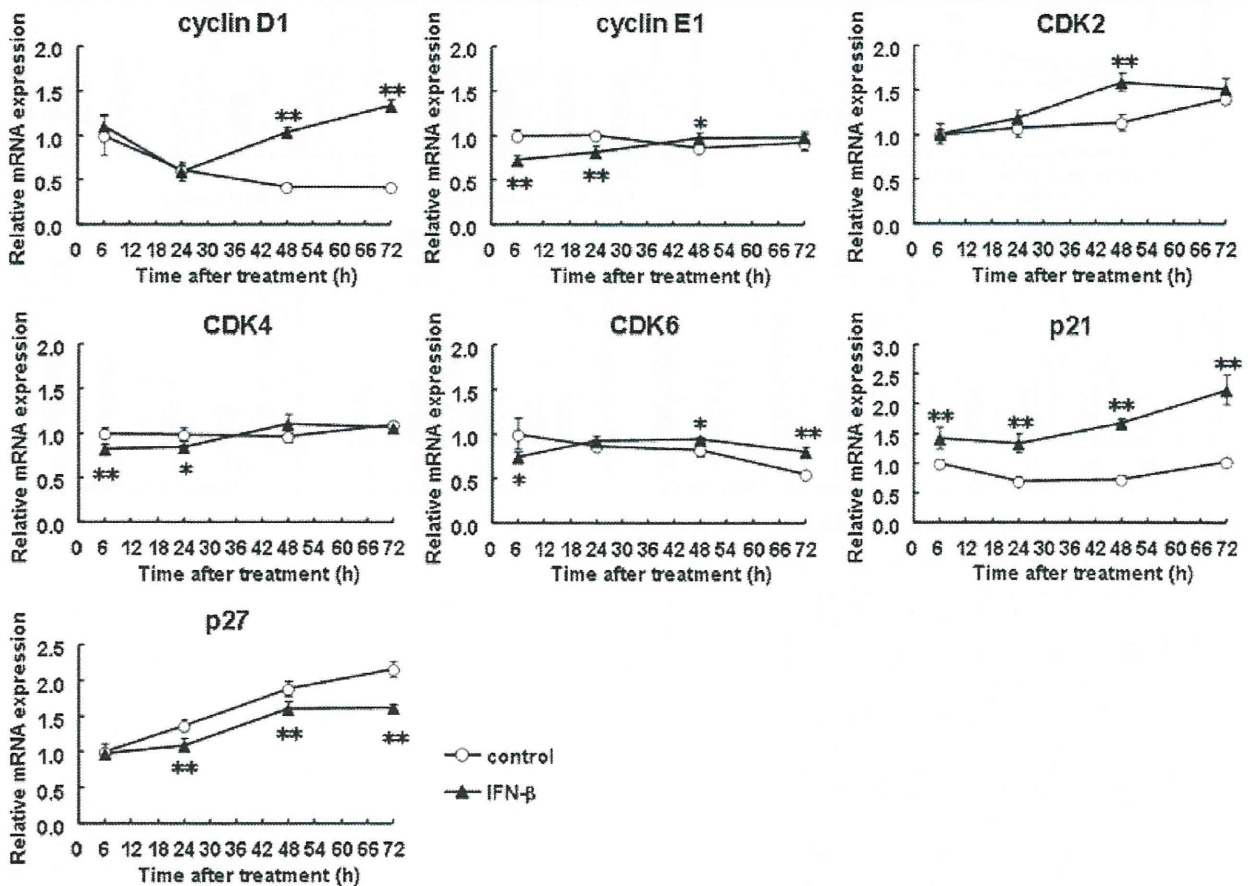 cyclin D1
Relative mRNA expression
2.0
1.5
1.0
0.5
0.0
**
**
0 6 12 18 24 30 36 42 48 54 60 66 72
Time after treatment (h)
cyclin E1
Relative mRNA expression
2.0
1.5
1.0
0.5
0.0
*
**
**
0 6 12 18 24 30 36 42 48 54 60 66 72
Time after treatment (h)
CDK2
Relative mRNA expression
2.0
1.5
1.0
0.5
0.0
**
0 6 12 18 24 30 36 42 48 54 60 66 72
Time after treatment (h)
CDK4
Relative mRNA expression
2.0
1.5
1.0
0.5
0.0
**
*
0 6 12 18 24 30 36 42 48 54 60 66 72
Time after treatment (h)
CDK6
Relative mRNA expression
2.0
1.5
1.0
0.5
0.0
*
**
*
0 6 12 18 24 30 36 42 48 54 60 66 72
Time after treatment (h)
p21
Relative mRNA expression
3.0
2.5
2.0
1.5
1.0
0.5
0.0
**
**
**
**
0 6 12 18 24 30 36 42 48 54 60 66 72
Time after treatment (h)
p27
Relative mRNA expression
2.5
2.0
1.5
1.0
0.5
0.0
**
**
**
0 6 12 18 24 30 36 42 48 54 60 66 72
Time after treatment (h)
control
IFN-β